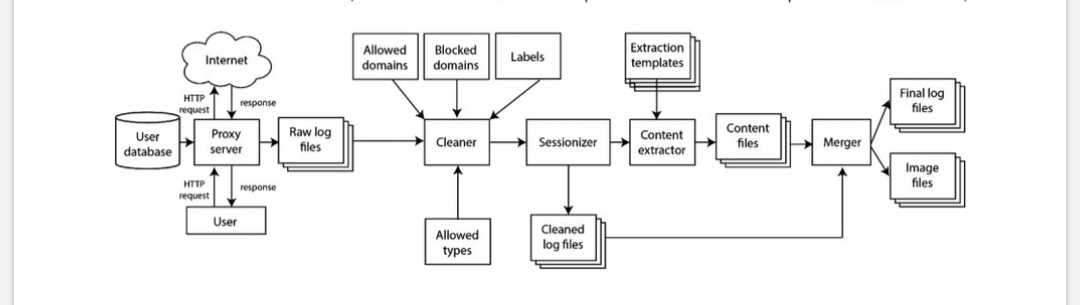 Internet
HTTP
request
response
User
database
Proxy
server
Raw log
files
HTTP
request
response
User
Allowed
domains
Blocked
domains
Labels
Cleaner
Allowed
types
Sessionizer
Cleaned
log files
Extraction
templates
Content
extractor
Content
files
Merger
Final log
files
Image
files